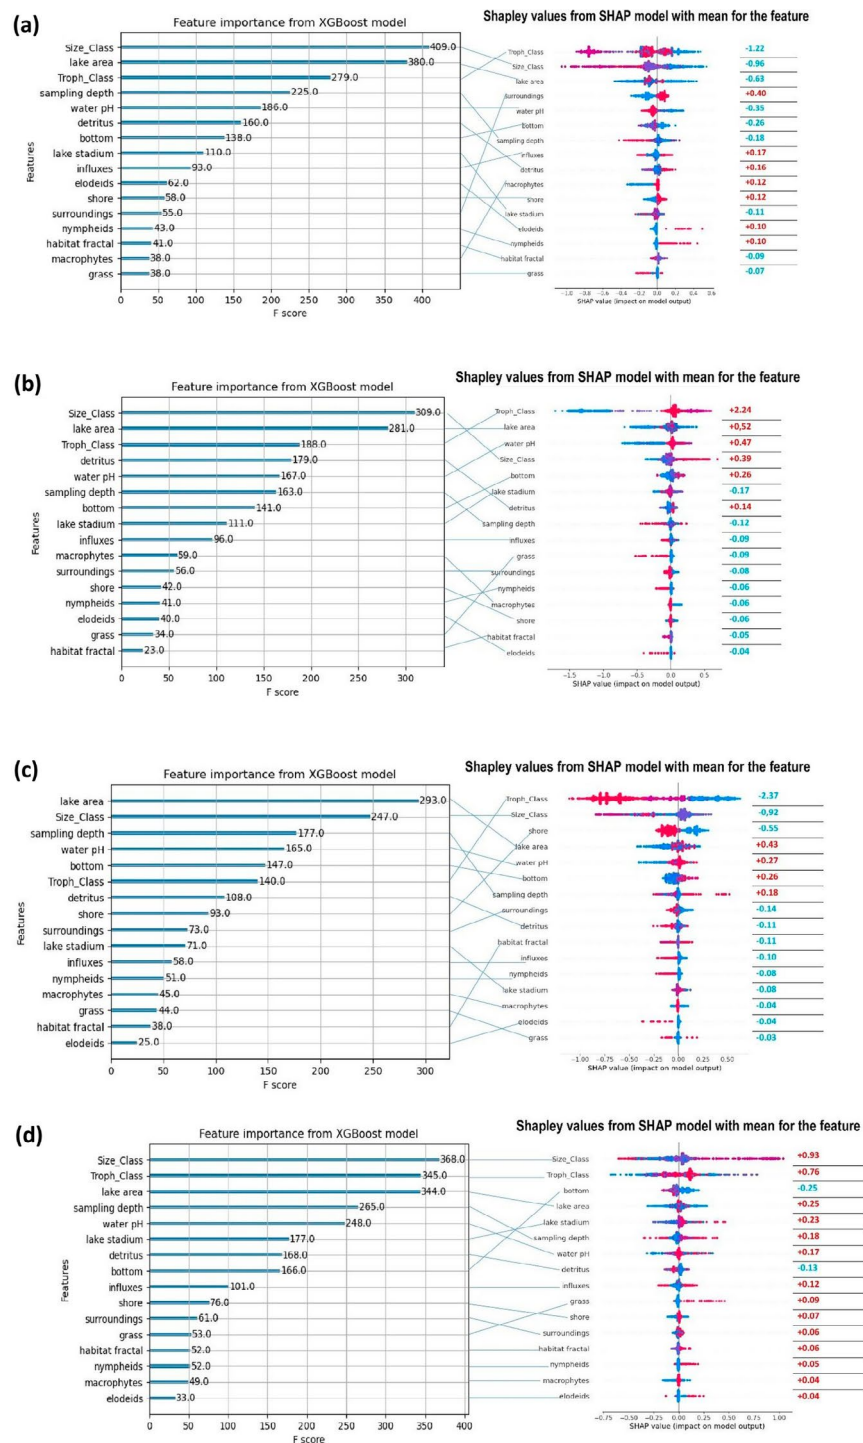 (a)
Feature importance from XGBoost model
Shapley values from SHAP model with mean for the feature
Features
Size_Class 409.0
lake area 380.0
Troph_Class 279.0
sampling depth 225.0
water pH 186.0
detritus 160.0
bottom 138.0
lake stadium 110.0
influxes 93.0
elodeids 62.0
shore 58.0
surroundings 55.0
nympheids 43.0
habitat fractal 41.0
macrophytes 38.0
grass 38.0
0 50 100 150 200 250 300 350 400
F score
Troph_Class -1.22
Size_Class -0.96
lake area -0.63
surroundings +0.40
water pH -0.35
bottom -0.26
sampling depth -0.18
influxes +0.17
detritus +0.16
macrophytes +0.12
shore +0.12
lake stadium -0.11
elodeids +0.10
nympheids +0.10
habitat fractal -0.09
grass -0.07
-1.0 -0.8 -0.6 -0.4 -0.2 0.0 0.2 0.4 2.6
SHAP value (impact on model output)
(b)
Feature importance from XGBoost model
Shapley values from SHAP model with mean for the feature
Features
Size_Class 309.0
lake area 281.0
Troph_Class 188.0
detritus 179.0
water pH 167.0
sampling depth 163.0
bottom 141.0
lake stadium 111.0
influxes 96.0
macrophytes 59.0
surroundings 56.0
shore 42.0
nympheids 41.0
elodeids 40.0
grass 34.0
habitat fractal 23.0
0 50 100 150 200 250 300
F score
Troph_Class +2.24
lake area +0,52
water pH +0.47
Size_Class +0.39
bottom +0.26
lake stadium -0.17
detritus +0.14
sampling depth -0.12
influxes -0.09
grass -0.09
surroundings -0.08
nympheids -0.06
macrophytes -0.06
shore -0.06
habitat fractal -0.05
elodeids -0.04
−1.5 −1.0 −0.5 0.0 0.5
SHAP value (impact on model output)
(c)
Feature importance from XGBoost model
Shapley values from SHAP model with mean for the feature
Features
lake area 293.0
Size_Class 247.0
sampling depth 177.0
water pH 165.0
bottom 147.0
Troph_Class 140.0
detritus 108.0
shore 93.0
surroundings 73.0
lake stadium 71.0
influxes 58.0
nympheids 51.0
macrophytes 45.0
grass 44.0
habitat fractal 38.0
elodeids 25.0
0 50 100 150 200 250 300
F score
Troph_Class -2.37
Size_Class -0,92
shore -0.55
lake area +0.43
water pH +0.27
bottom +0.26
sampling depth +0.18
surroundings -0.14
detritus -0.11
habitat fractal -0.11
influxes -0.10
nympheids -0.08
lake stadium -0.08
macrophytes -0.04
elodeids -0.04
grass -0.03
−1.00 −0.75 −0.50 −0.25 0.00 0.25 0.50
SHAP value (impact on model output)
(d)
Feature importance from XGBoost model
Shapley values from SHAP model with mean for the feature
Features
Size_Class 368.0
Troph_Class 345.0
lake area 344.0
sampling depth 265.0
water pH 248.0
lake stadium 177.0
detritus 168.0
bottom 166.0
influxes 101.0
shore 76.0
surroundings 61.0
grass 53.0
habitat fractal 52.0
nympheids 52.0
macrophytes 49.0
elodeids 33.0
0 50 100 150 200 250 300 350 400
F score
Size_Class +0.93
Troph_Class +0.76
bottom -0.25
lake area +0.25
lake stadium +0.23
sampling depth +0.18
water pH +0.17
detritus -0.13
influxes +0.12
grass +0.09
shore +0.07
surroundings +0.06
habitat fractal +0.06
nympheids +0.05
macrophytes +0.04
elodeids +0.04
−0.75 −0.50 −0.25 0.00 0.25 0.50 0.75 1.00
SHAP value (impact on model output)